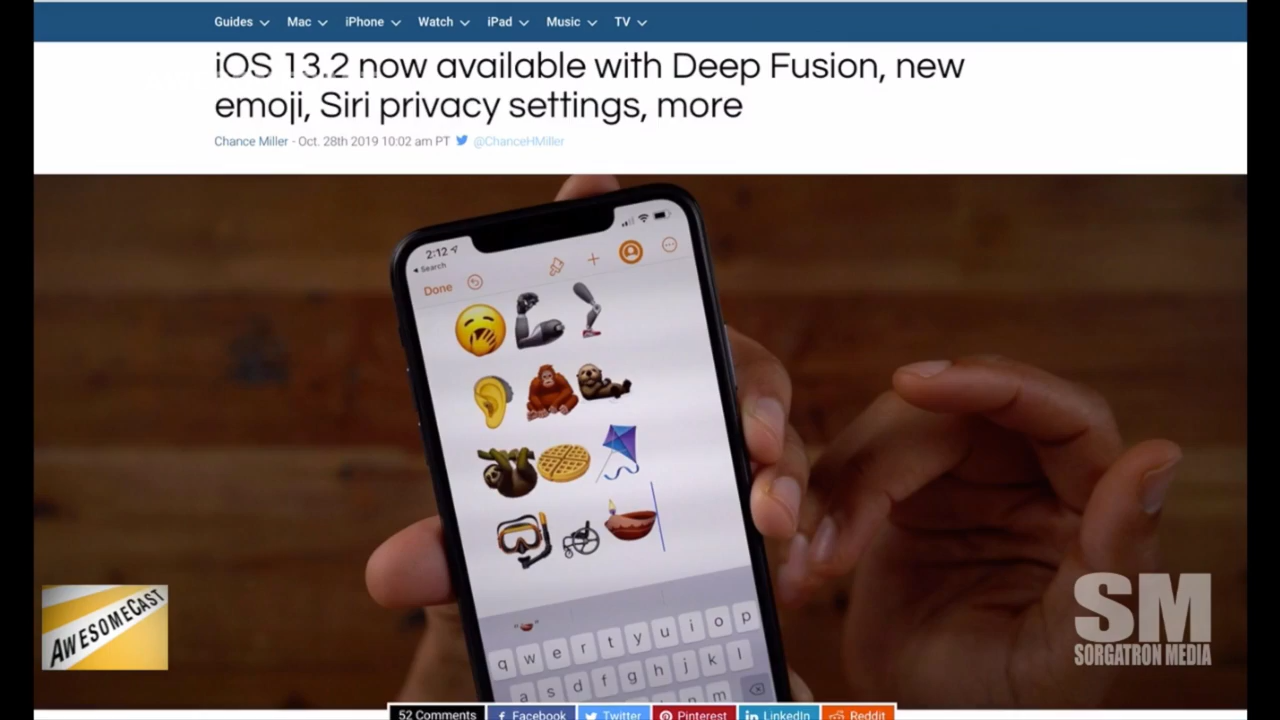 Guides Mac iPhone Watch iPad Music TV
iOS 13.2 now available with Deep Fusion, new
emoji, Siri privacy settings, more
Chance Miller - Oct. 28th 2019 10:02 am PT @ChanceHMiller
2:12
Search
Done
q w e r t y u i o p
a s d f g h j k l
n m
AWESOMECAST
SM
SORGATRON MEDIA
52 Comments Facebook Twitter Pinterest LinkedIn Reddit